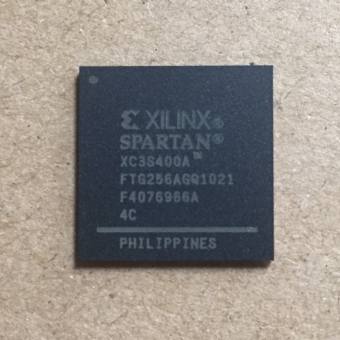 XILINX®
SPARTAN®
XC3S400A™
FTG256AGQ1021
F4076966A
4C
PHILIPPINES